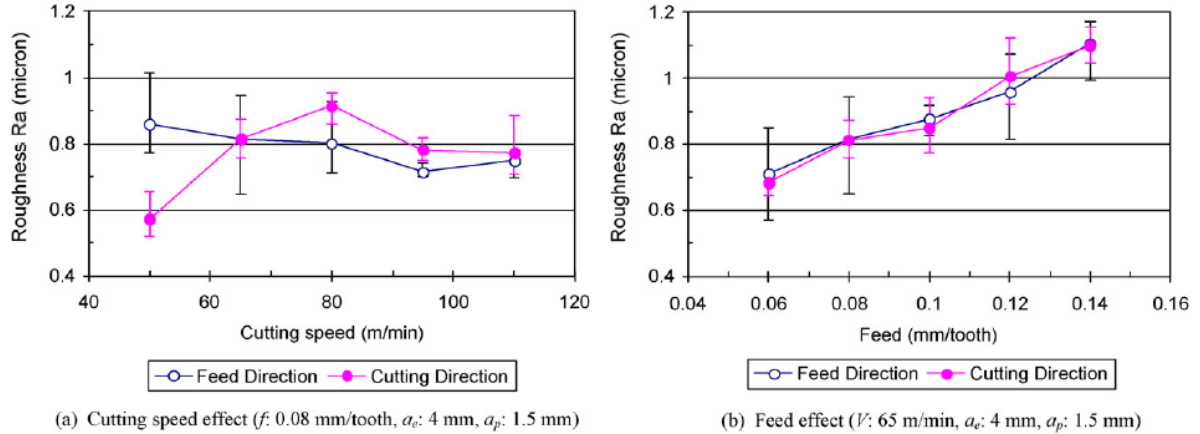 1.2
1
0.8
0.6
0.4
Roughness Ra (micron)
40 60 80 100 120
Cutting speed (m/min)
Feed Direction Cutting Direction
(a) Cutting speed effect (f: 0.08 mm/tooth, ae: 4 mm, ap: 1.5 mm)
1.2
1
0.8
0.6
0.4
Roughness Ra (micron)
0.04 0.06 0.08 0.1 0.12 0.14 0.16
Feed (mm/tooth)
Feed Direction Cutting Direction
(b) Feed effect (V: 65 m/min, ae: 4 mm, ap: 1.5 mm)